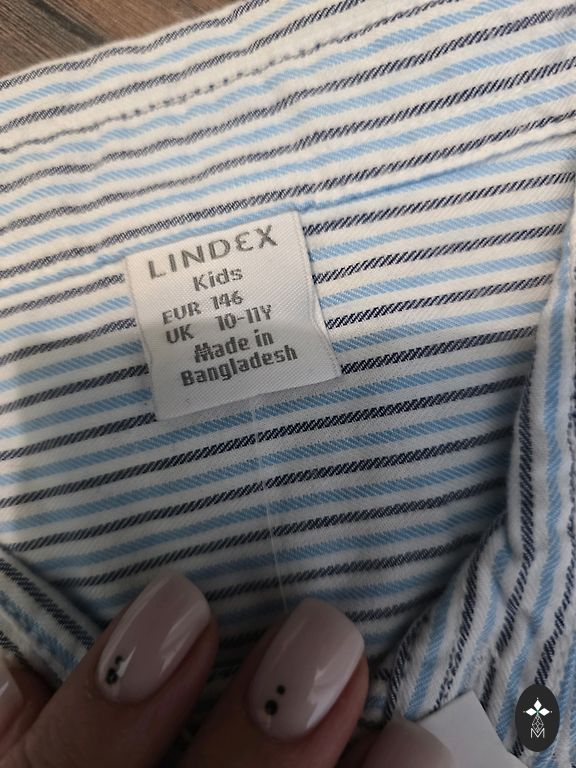 LINDEX
Kids
EUR 146
UK 10-11Y
Made in
Bangladesh